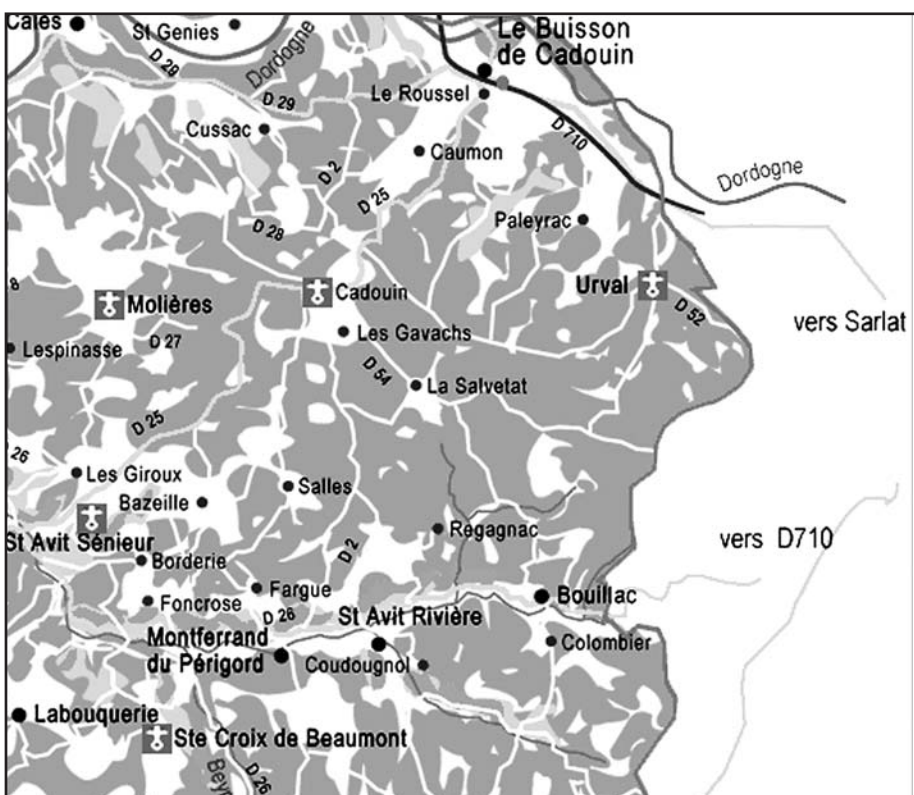 Cales
St Genies
Le Buisson
de Cadouin
D 29
Dordogne
D 29
Le Roussel
Cussac
D 710
Caumon
D 2
D 25
Dordogne
Paleyrac
D 28
8
Molières
Cadouin
Urval
D 52
vers Sarlat
Lespinasse
D 27
Les Gavachs
D 54
La Salvetat
D 25
26
Les Giroux
Salles
Bazeille
St Avit Sénieur
Regagnac
vers D710
D 2
Borderie
Fargue
Bouillac
Foncrose
D 26
St Avit Rivière
Montferrand
du Périgord
Coudougnol
Colombier
Labouquerie
Ste Croix de Beaumont
D 26